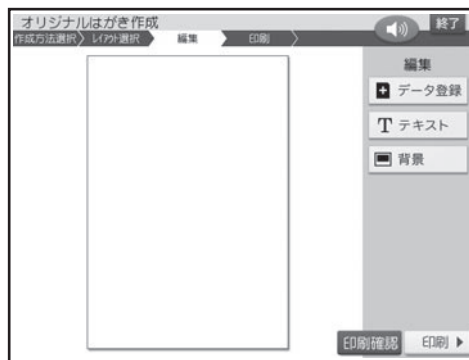 オリジナルはがき作成
終了
作成方法選択
レイアウト選択
編集
印刷
編集
データ登録
T テキスト
背景
印刷確認
印刷